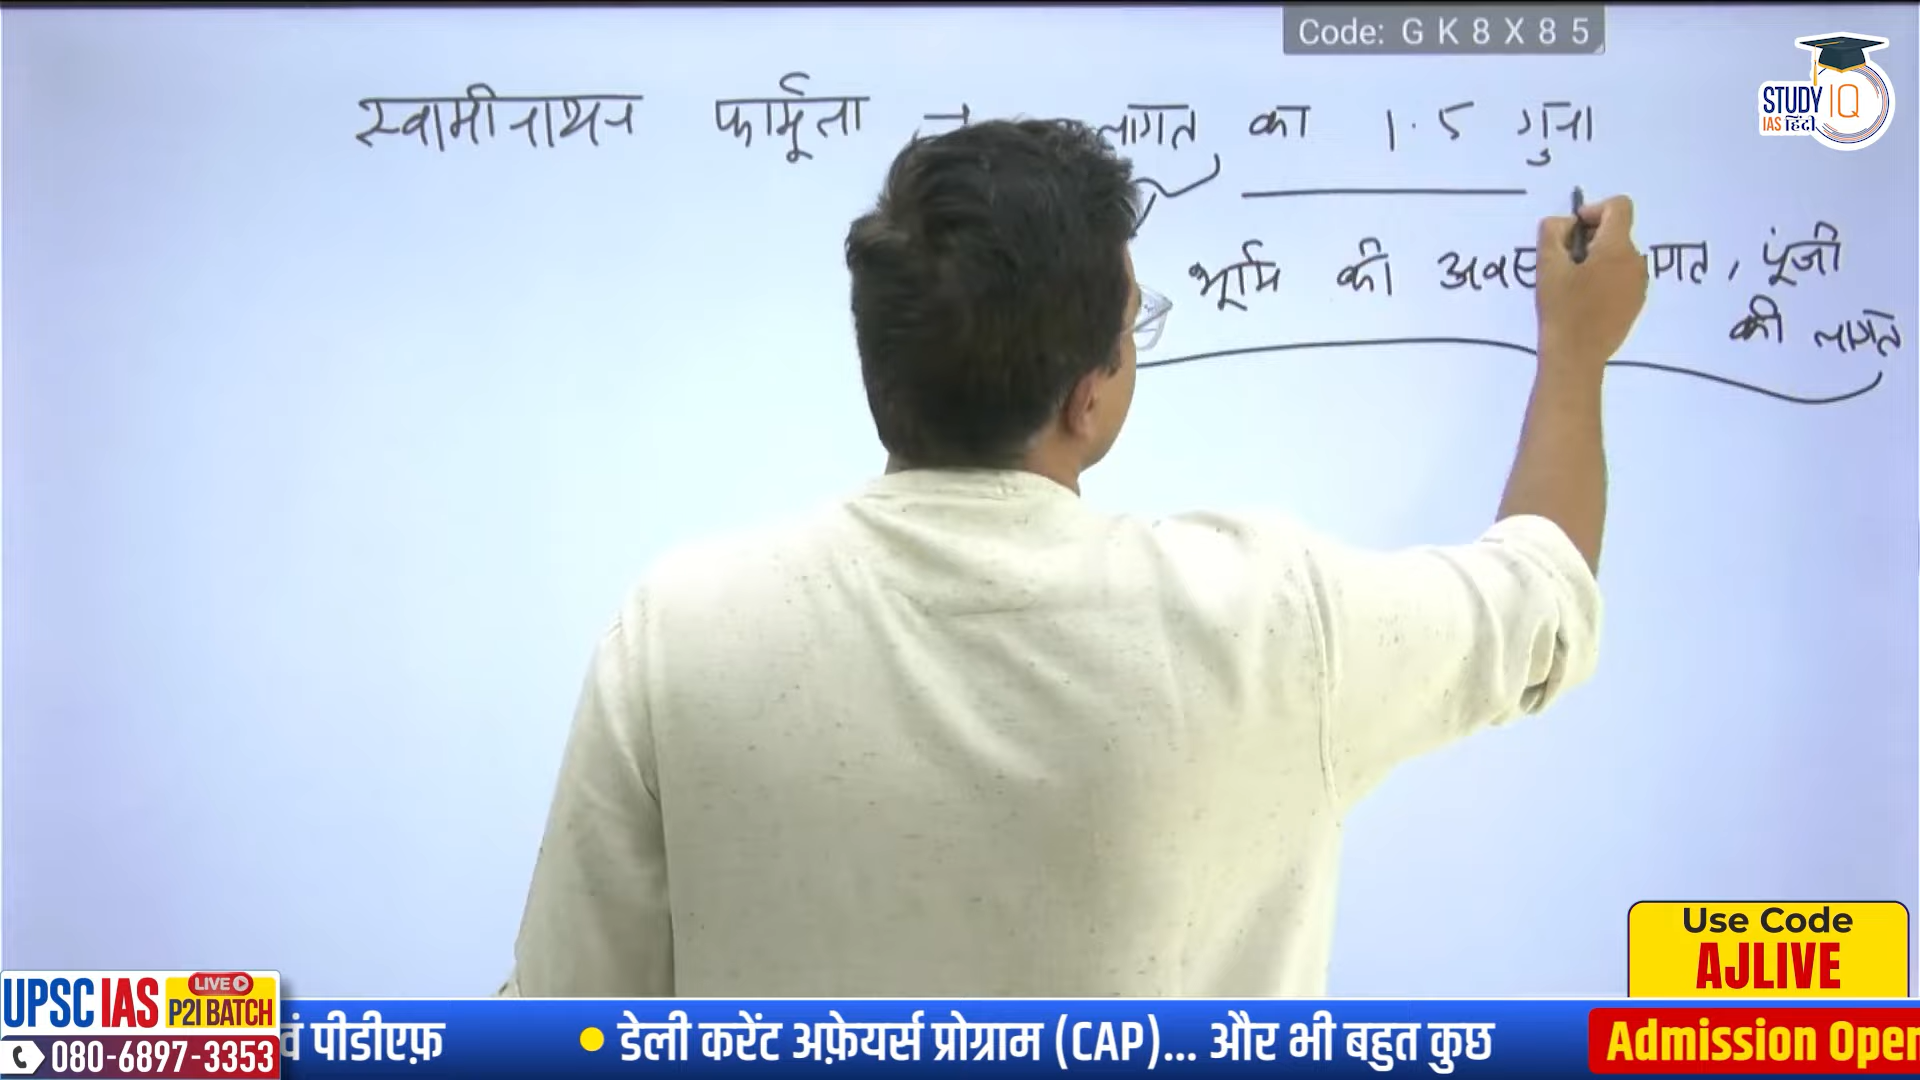 Code: G K 8 X 8 5
STUDY IQ
IAS हिंदी
स्वामीनाथन फार्मूला → लागत का 1.5 गुना
भूमि की लागत, पूंजी
की लागत
Use Code
AJLIVE
UPSC IAS LIVE P2I BATCH
080-6897-3353
वं पीडीएफ़ • डेली करेंट अफ़ेयर्स प्रोग्राम (CAP)... और भी बहुत कुछ
Admission Open